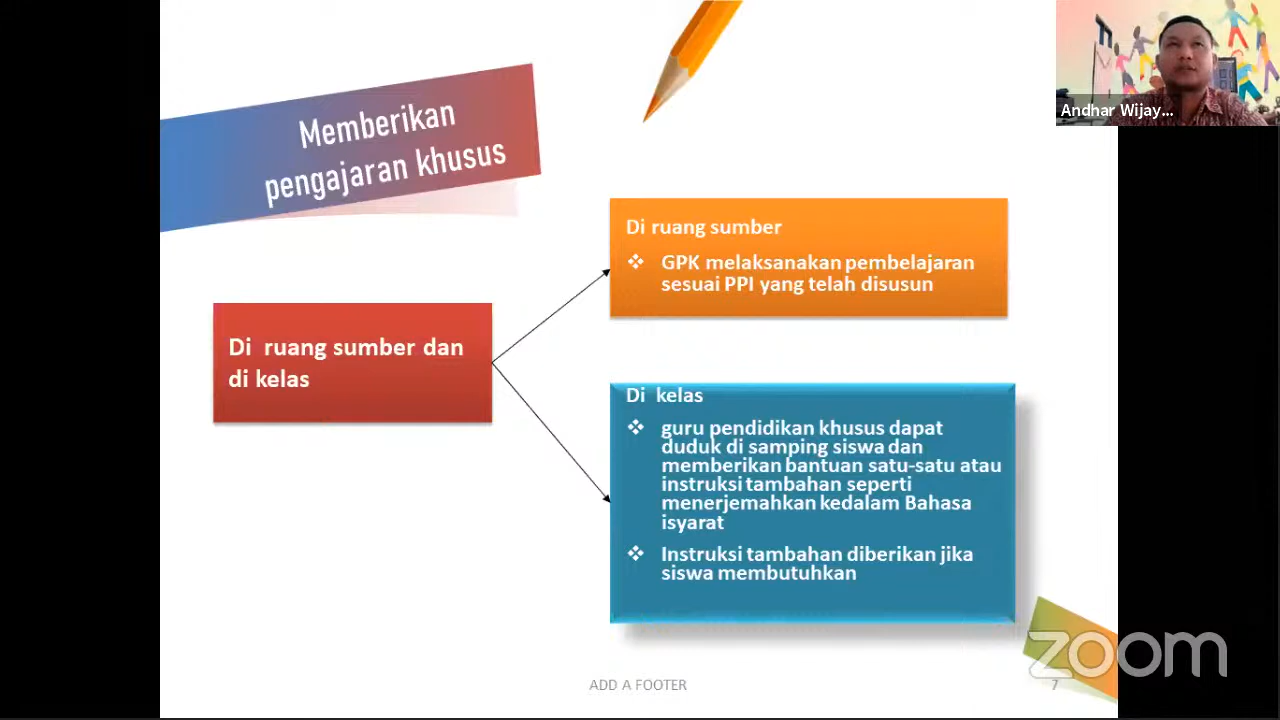 Memberikan
pengajaran khusus
Andhar Wijay...
Di ruang sumber
GPK melaksanakan pembelajaran
sesuai PPI yang telah disusun
Di ruang sumber dan
di kelas
Di kelas
guru pendidikan khusus dapat
duduk di samping siswa dan
memberikan bantuan satu-satu atau
instruksi tambahan seperti
menerjemahkan kedalam Bahasa
isyarat
Instruksi tambahan diberikan jika
siswa membutuhkan
zoom
ADD A FOOTER
7